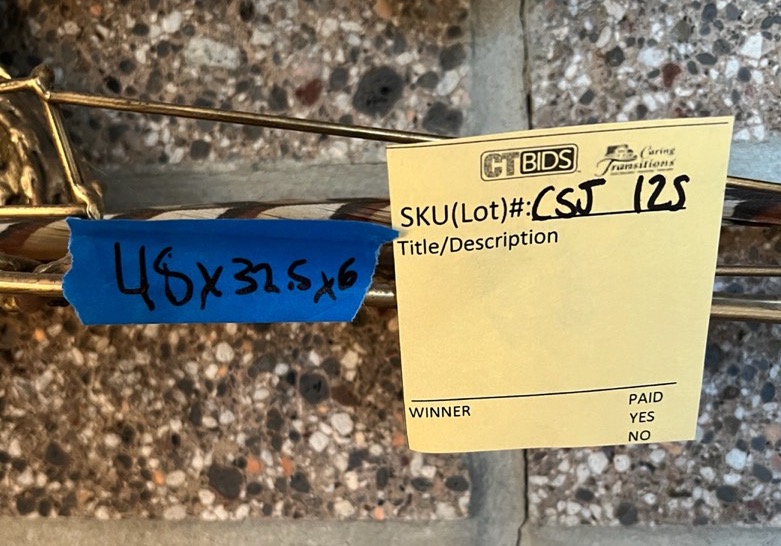 48x32.5x6
CTBIDS
Caring
Transitions
SKU(Lot)#:CSJ 125
Title/Description
WINNER
PAID
YES
NO